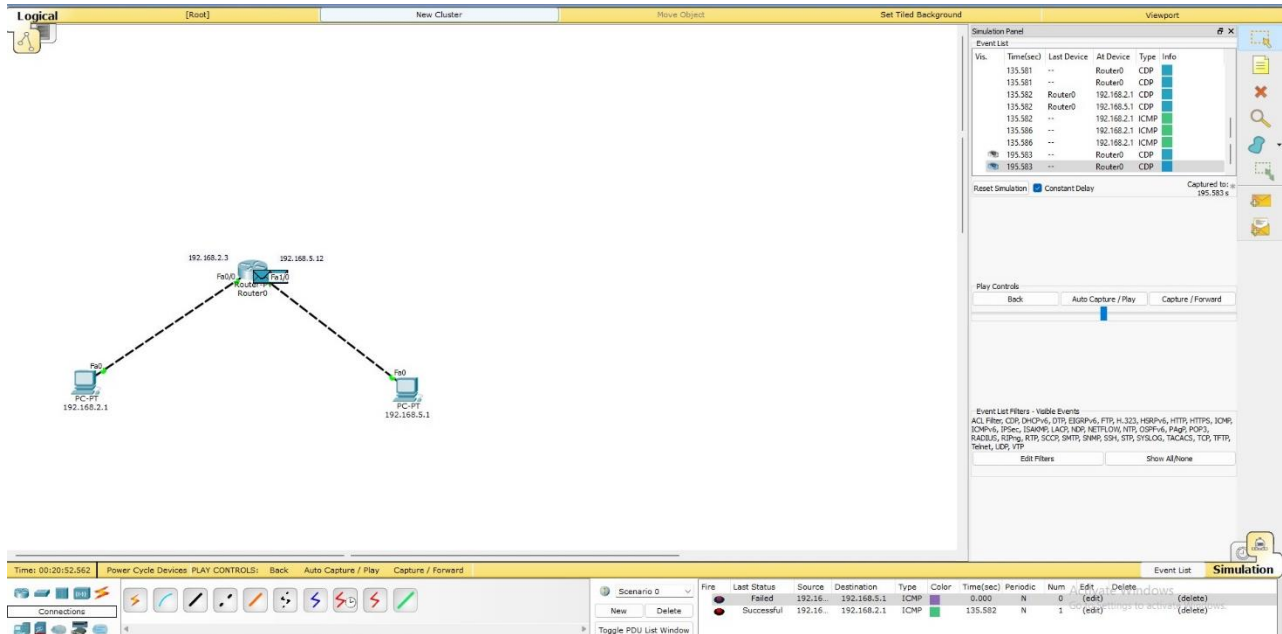 Logical [Root] New Cluster Move Object Set Tiled Background Viewport
Simulation Panel
Event List
Vis. Time(sec) Last Device At Device Type Info
135.581 -- Router0 CDP
135.581 -- Router0 CDP
135.582 Router0 192.168.2.1 CDP
135.582 Router0 192.168.5.1 CDP
135.582 -- 192.168.2.1 ICMP
135.586 -- 192.168.2.1 ICMP
135.586 -- 192.168.2.1 ICMP
195.583 -- Router0 CDP
195.583 -- Router0 CDP
Reset Simulation Constant Delay Captured to:
195.583 s
192.168.2.3 192.168.5.12
Fa0/0 Fa1/0
Router-PT
Router0
Play Controls
Back Auto Capture / Play Capture / Forward
Fa0 Fa0
PC-PT
192.168.2.1
PC-PT
192.168.5.1
Event List Filters - Visible Events
ACL Filter, CDP, DHCPv6, DTP, EIGRPv6, FTP, H.323, HSRPv6, HTTP, HTTPS, ICMP,
ICMPv6, IPSec, ISAKMP, LACP, NDP, NETFLOW, NTP, OSPFv6, PAgP, POP3,
RADIUS, RIPng, RTP, SCCP, SMTP, SNMP, SSH, STP, SYSLOG, TACACS, TCP, TFTP,
Telnet, UDP, VTP
Edit Filters Show All/None
Time: 00:20:52.562 Power Cycle Devices PLAY CONTROLS: Back Auto Capture / Play Capture / Forward Event List Simulation
Connections
Scenario 0
New Delete
Toggle PDU List Window
Fire Last Status Source Destination Type Color Time(sec) Periodic Num Edit Delete
Failed 192.16... 192.168.5.1 ICMP 0.000 N 0 (edit) (delete)
Successful 192.16... 192.168.2.1 ICMP 135.582 N 1 (edit) (delete)
Activate Windows
Settings to activate Windows.